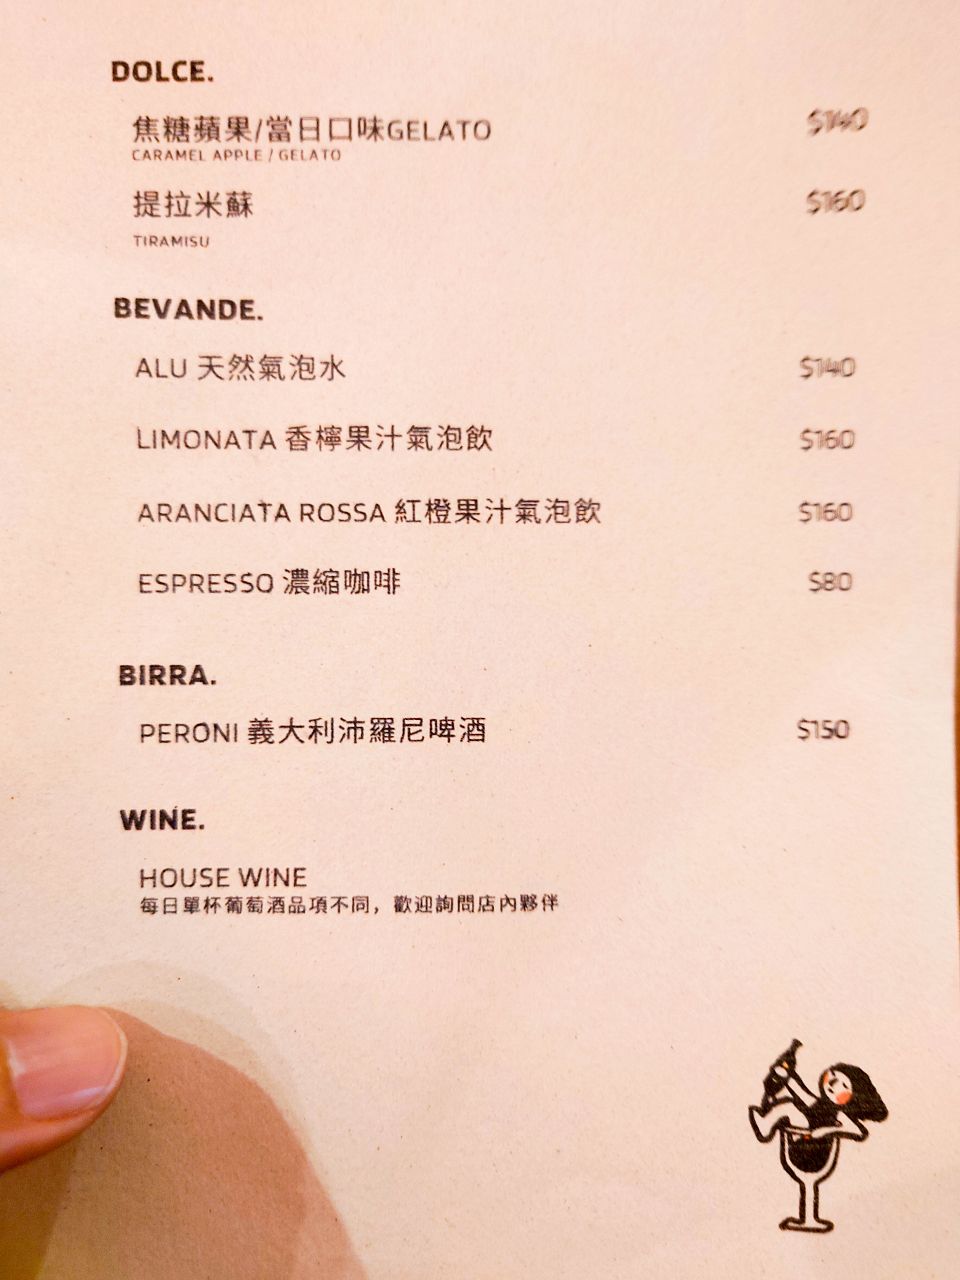 DOLCE.
焦糖蘋果/當日口味GELATO $140
CARAMEL APPLE / GELATO
提拉米蘇 $160
TIRAMISU
BEVANDE.
ALU 天然氣泡水 $140
LIMONATA 香檸果汁氣泡飲 $160
ARANCIATA ROSSA 紅橙果汁氣泡飲 $160
ESPRESSO 濃縮咖啡 $80
BIRRA.
PERONI 義大利沛羅尼啤酒 $150
WINE.
HOUSE WINE
每日單杯葡萄酒品項不同，歡迎詢問店內夥伴